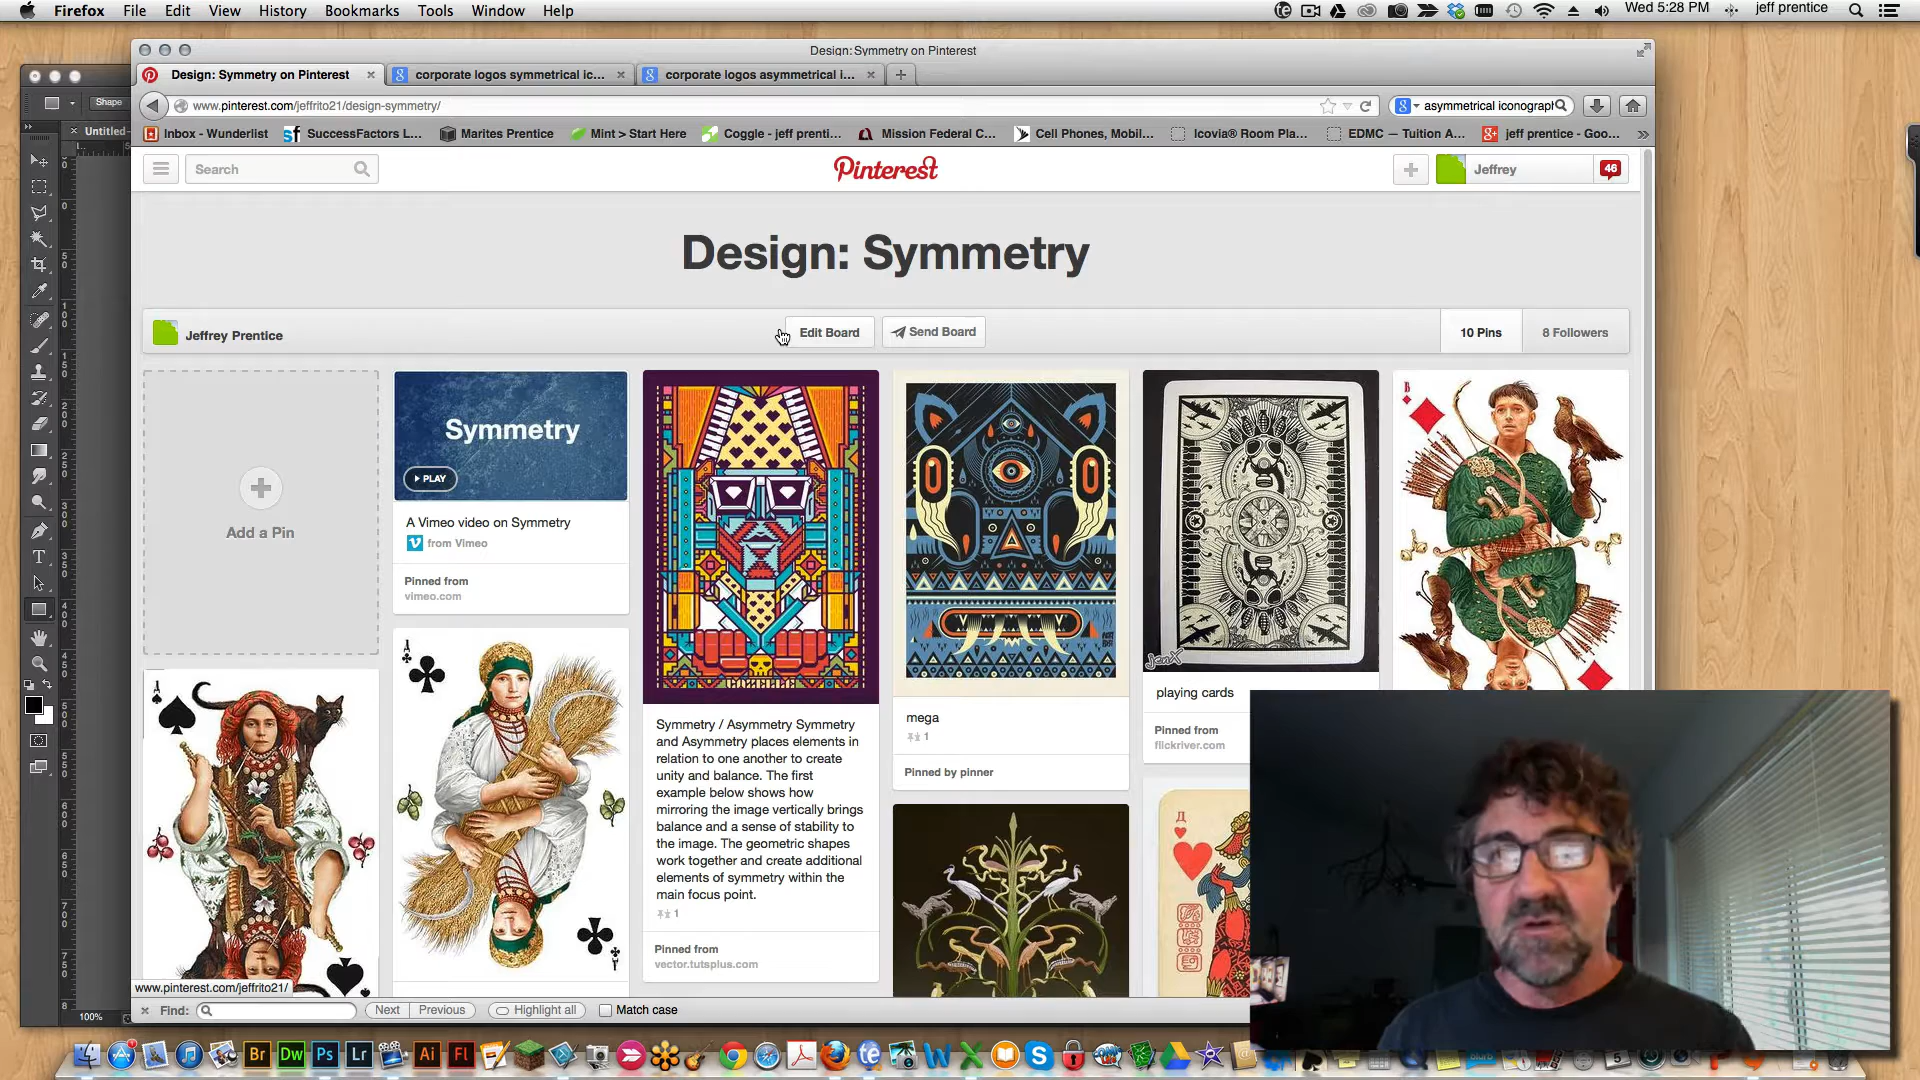 Firefox File Edit View History Bookmarks Tools Window Help Wed 5:28 PM jeff prentice
Design: Symmetry on Pinterest
Design: Symmetry on Pinterest corporate logos symmetrical ic... corporate logos asymmetrical i...
Shape
www.pinterest.com/jeffrito21/design-symmetry/ asymmetrical iconograph
Untitled-
Inbox - Wunderlist SuccessFactors L... Marites Prentice Mint > Start Here Coggle - jeff prenti... Mission Federal C... Cell Phones, Mobil... Icovia® Room Pla... EDMC — Tuition A... jeff prentice - Goo...
Search Pinterest Jeffrey 46
Design: Symmetry
Jeffrey Prentice Edit Board Send Board 10 Pins 8 Followers
Add a Pin
Symmetry
PLAY
A Vimeo video on Symmetry
from Vimeo
Pinned from
vimeo.com
Symmetry / Asymmetry Symmetry
and Asymmetry places elements in
relation to one another to create
unity and balance. The first
example below shows how
mirroring the image vertically brings
balance and a sense of stability to
the image. The geometric shapes
work together and create additional
elements of symmetry within the
main focus point.
1
Pinned from
vector.tutsplus.com
mega
1
Pinned by pinner
JenX
playing cards
Pinned from
flickriver.com
В
A
A
Д
www.pinterest.com/jeffrito21/
Find: Next Previous Highlight all Match case
100%
Br Dw Ps Lr Ai Fl